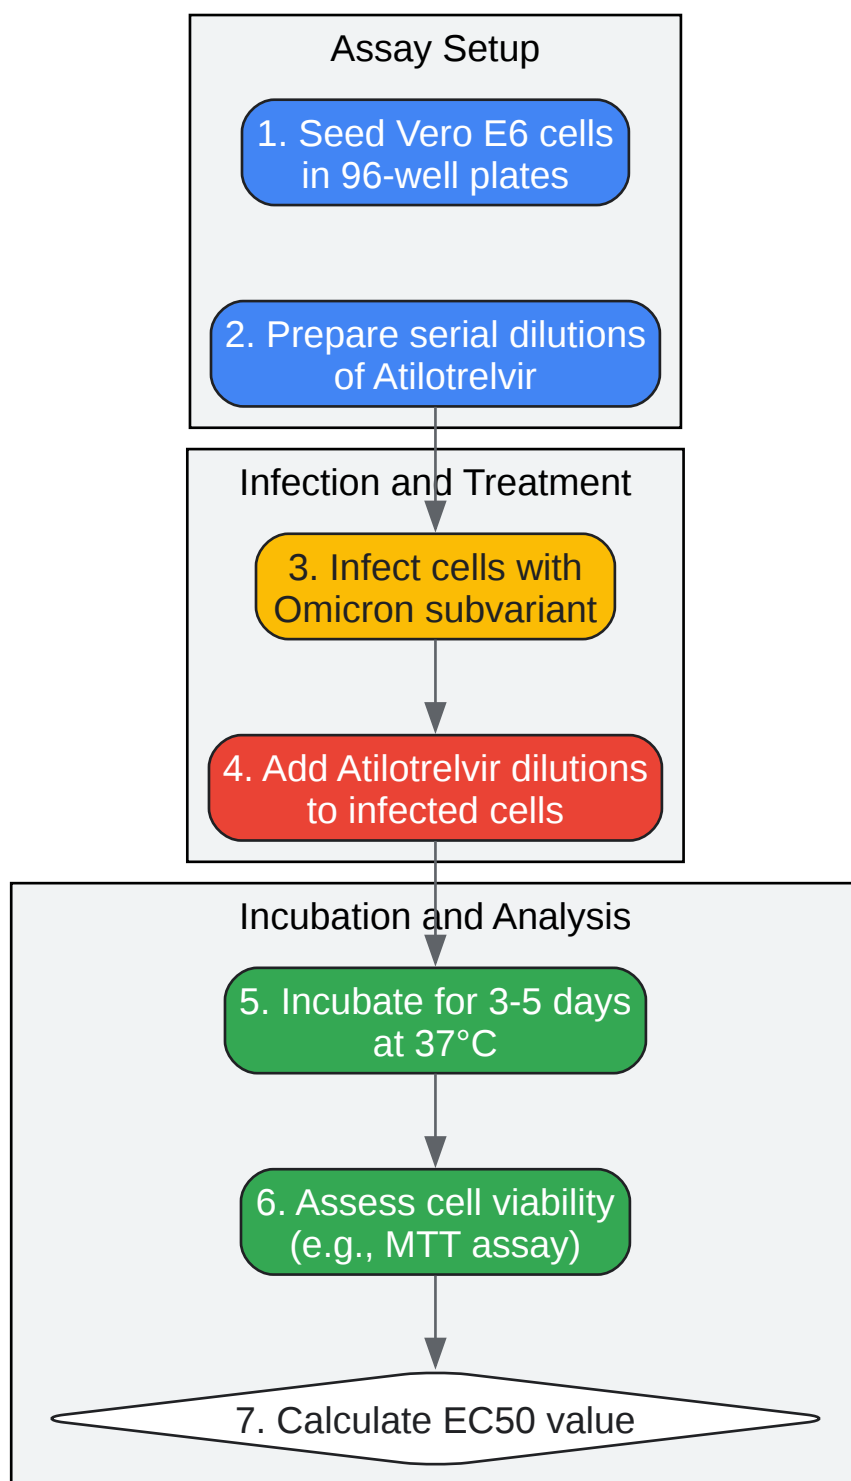 Assay Setup
1. Seed Vero E6 cells
in 96-well plates
2. Prepare serial dilutions
of Atilotrelvir
Infection and Treatment
3. Infect cells with
Omicron subvariant
4. Add Atilotrelvir dilutions
to infected cells
Incubation and Analysis
5. Incubate for 3-5 days
at 37°C
6. Assess cell viability
(e.g., MTT assay)
7. Calculate EC50 value